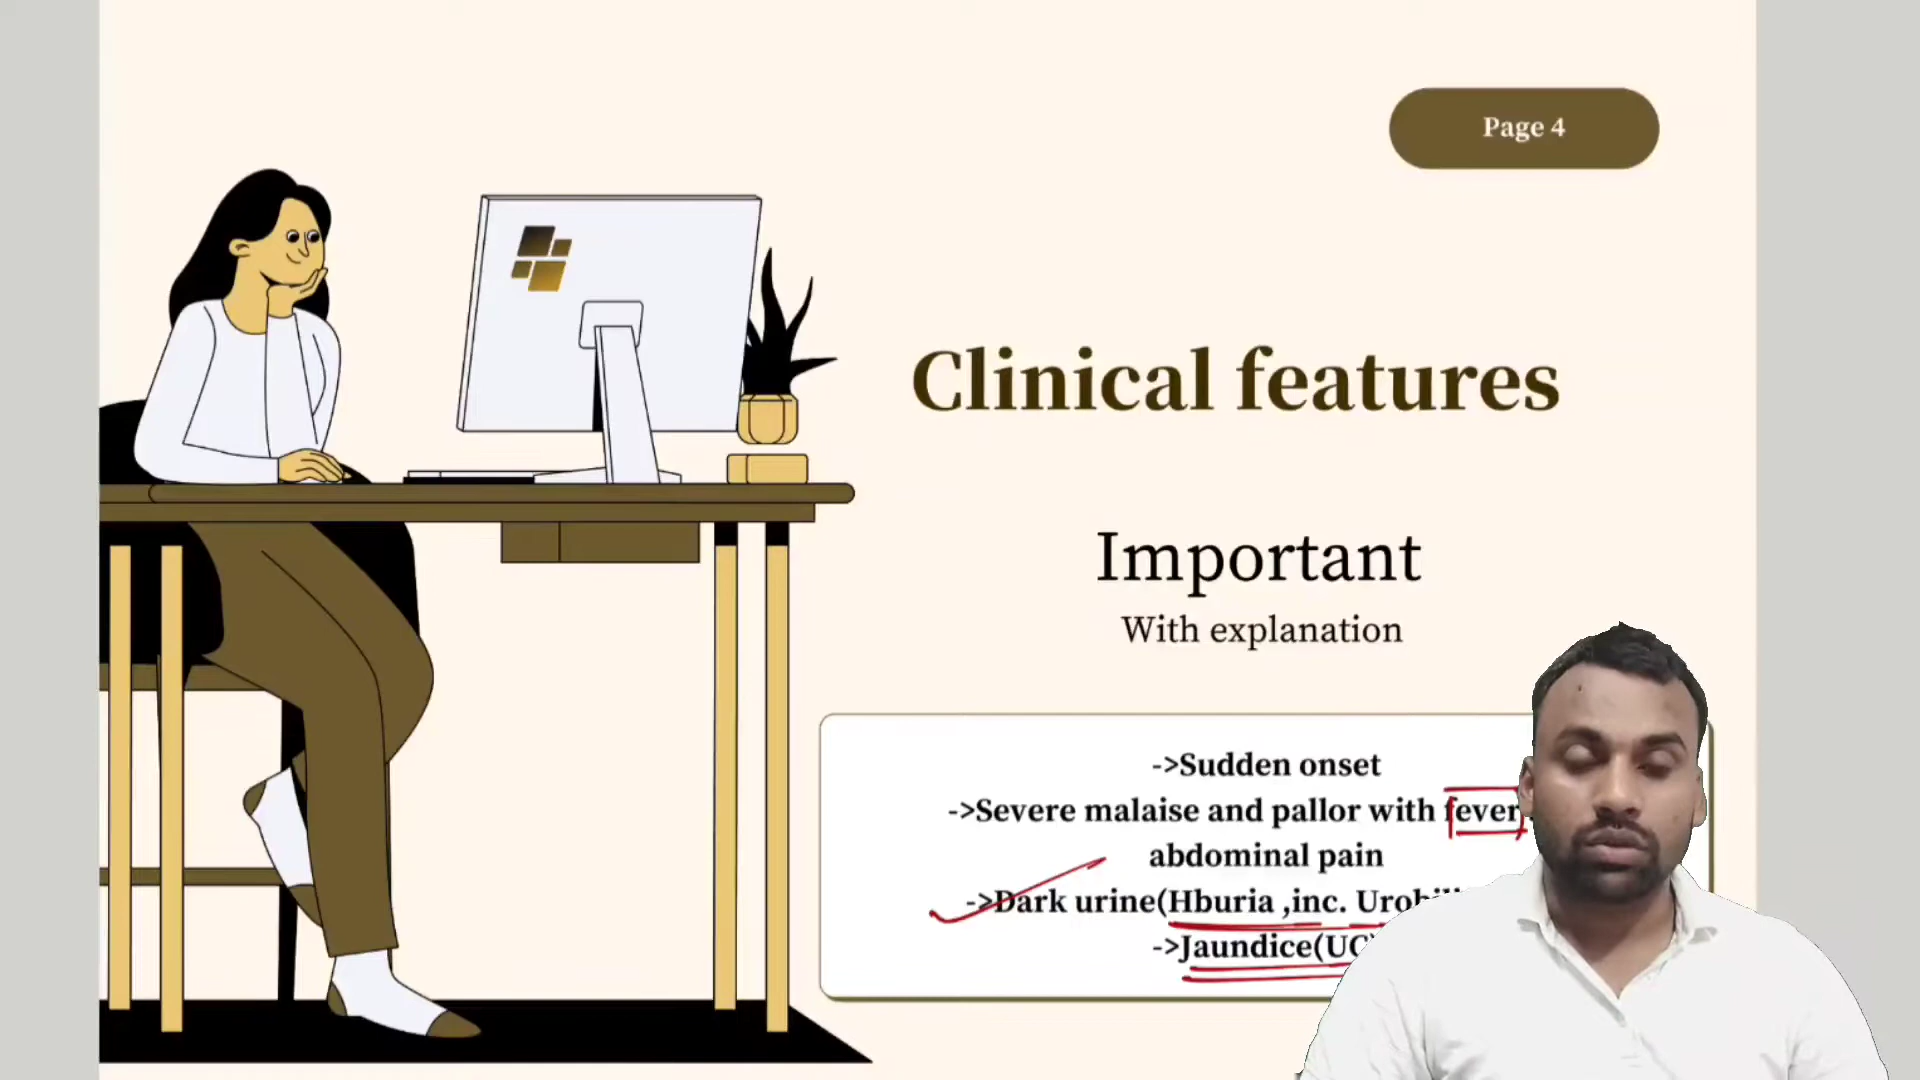 Page 4
Clinical features
Important
With explanation
->Sudden onset
->Severe malaise and pallor with fever
abdominal pain
->Dark urine(Hburia ,inc.
->Jaundice(UC